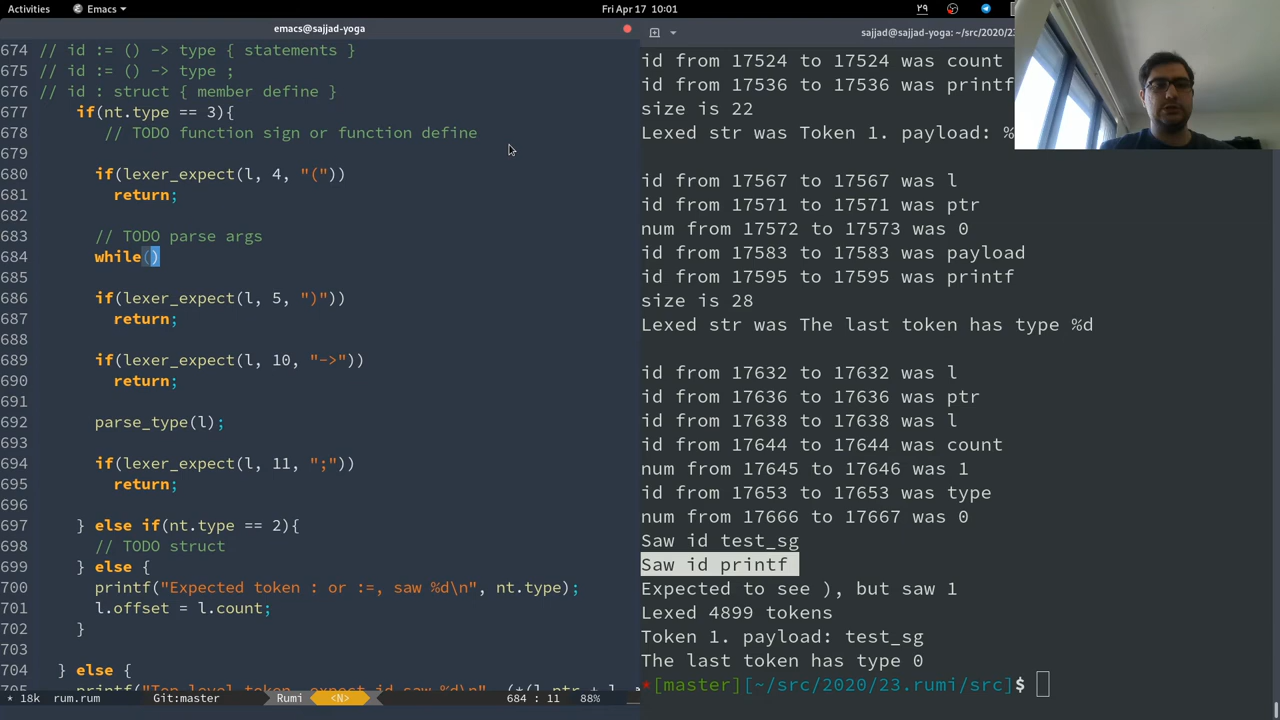 Activities
Emacs
Fri Apr 17 10:01
۲۹
emacs@sajjad-yoga
674 // id := () -> type { statements }
675 // id := () -> type ;
676 // id : struct { member define }
677 if(nt.type == 3){
678 // TODO function sign or function define
679
680 if(lexer_expect(l, 4, "("))
681 return;
682
683 // TODO parse args
684 while()
685
686 if(lexer_expect(l, 5, ")"))
687 return;
688
689 if(lexer_expect(l, 10, "->"))
690 return;
691
692 parse_type(l);
693
694 if(lexer_expect(l, 11, ";"))
695 return;
696
697 } else if(nt.type == 2){
698 // TODO struct
699 } else {
700 printf("Expected token : or :=, saw %d\n", nt.type);
701 l.offset = l.count;
702 }
703
704 } else {
* 18k rum.rum Git:master Rumi <N> 684 : 11 88%
sajjad@sajjad-yoga: ~/src/2020/23
id from 17524 to 17524 was count
id from 17536 to 17536 was printf
size is 22
Lexed str was Token 1. payload: %
id from 17567 to 17567 was l
id from 17571 to 17571 was ptr
num from 17572 to 17573 was 0
id from 17583 to 17583 was payload
id from 17595 to 17595 was printf
size is 28
Lexed str was The last token has type %d
id from 17632 to 17632 was l
id from 17636 to 17636 was ptr
id from 17638 to 17638 was l
id from 17644 to 17644 was count
num from 17645 to 17646 was 1
id from 17653 to 17653 was type
num from 17666 to 17667 was 0
Saw id test_sg
Saw id printf
Expected to see ), but saw 1
Lexed 4899 tokens
Token 1. payload: test_sg
The last token has type 0
*[master][~/src/2020/23.rumi/src]$